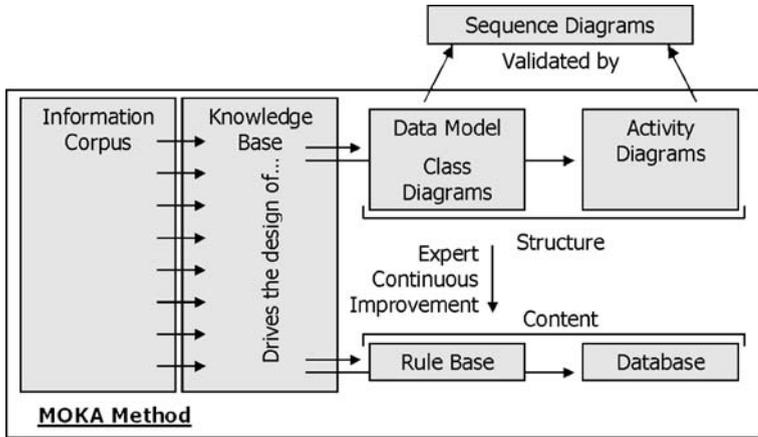 Sequence Diagrams
Validated by
Information
Corpus
Knowledge
Base
Drives the design of...
Data Model
Class
Diagrams
Activity
Diagrams
Structure
Expert
Continuous
Improvement
Content
Rule Base
Database
MOKA Method